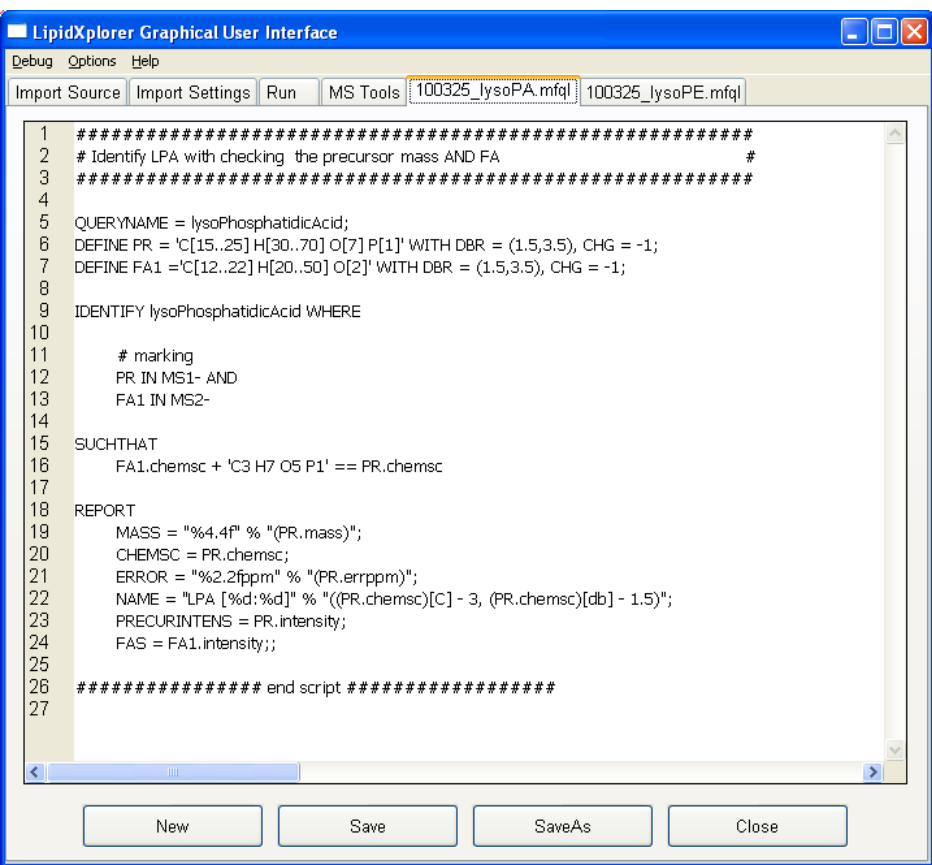 LipidXplorer Graphical User Interface
Debug Options Help
Import Source Import Settings Run MS Tools 100325_lysoPA.mfql 100325_lysoPE.mfql
1 ##########################################################
2 # Identify LPA with checking  the precursor mass AND FA #
3 ##########################################################
4
5 QUERYNAME = lysoPhosphatidicAcid;
6 DEFINE PR = 'C[15..25] H[30..70] O[7] P[1]' WITH DBR = (1.5,3.5), CHG = -1;
7 DEFINE FA1 ='C[12..22] H[20..50] O[2]' WITH DBR = (1.5,3.5), CHG = -1;
8
9 IDENTIFY lysoPhosphatidicAcid WHERE
10
11 # marking
12 PR IN MS1- AND
13 FA1 IN MS2-
14
15 SUCHTHAT
16 FA1.chemsc + 'C3 H7 O5 P1' == PR.chemsc
17
18 REPORT
19 MASS = "%4.4f" % "(PR.mass)";
20 CHEMSC = PR.chemsc;
21 ERROR = "%2.2fppm" % "(PR.errppm)";
22 NAME = "LPA [%d:%d]" % "((PR.chemsc)[C] - 3, (PR.chemsc)[db] - 1.5)";
23 PRECURINTENS = PR.intensity;
24 FAS = FA1.intensity;;
25
26 ################ end script ##################
27
New Save SaveAs Close